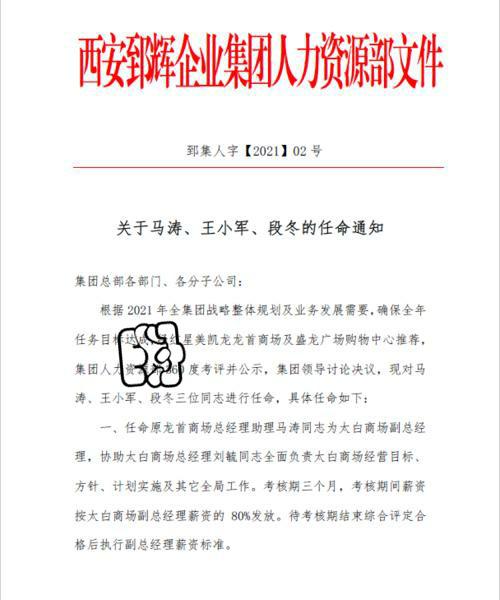 西安郅辉企业集团人力资源部文件
郅集人字【2021】02 号
关于马涛、王小军、段冬的任命通知
集团总部各部门、各分子公司：
根据 2021 年全集团战略整体规划及业务发展需要，确保全年
任务目标达成，经红星美凯龙龙首商场及盛龙广场购物中心推荐，
集团人力资源部 360 度考评并公示，集团领导讨论决议，现对马
涛、王小军、段冬三位同志进行任命，具体任命如下：
一、任命原龙首商场总经理助理马涛同志为太白商场副总经
理，协助太白商场总经理刘毓同志全面负责太白商场经营目标、
方针、计划实施及其它全局工作。考核期三个月，考核期间薪资
按太白商场副总经理薪资的 80%发放。待考核期结束综合评定合
格后执行副总经理薪资标准。